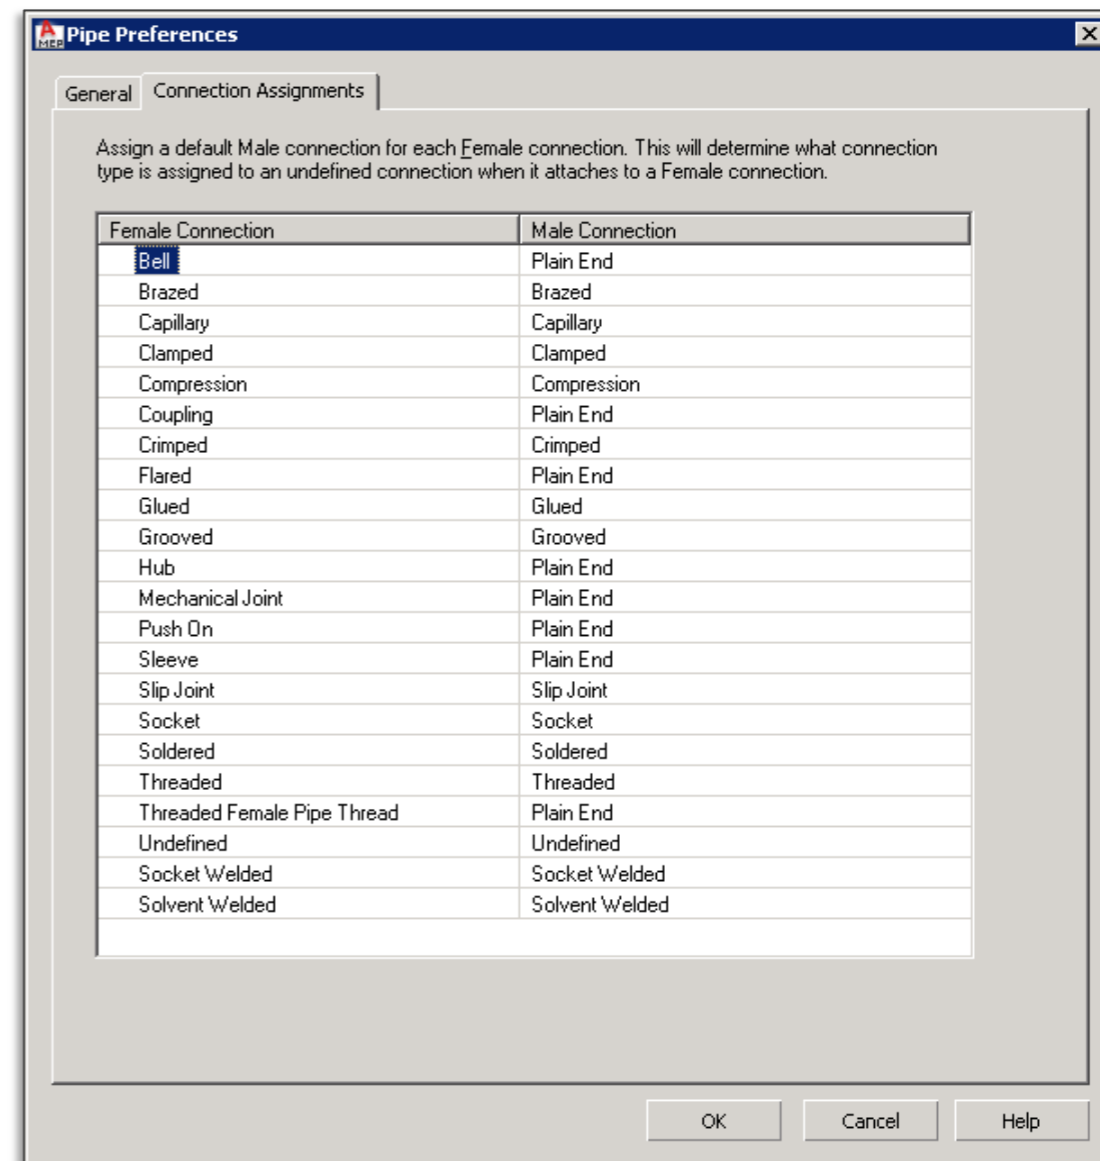 A MEP Pipe Preferences
General Connection Assignments
Assign a default Male connection for each Female connection. This will determine what connection
type is assigned to an undefined connection when it attaches to a Female connection.
Female Connection Male Connection
Bell Plain End
Brazed Brazed
Capillary Capillary
Clamped Clamped
Compression Compression
Coupling Plain End
Crimped Crimped
Flared Plain End
Glued Glued
Grooved Grooved
Hub Plain End
Mechanical Joint Plain End
Push On Plain End
Sleeve Plain End
Slip Joint Slip Joint
Socket Socket
Soldered Soldered
Threaded Threaded
Threaded Female Pipe Thread Plain End
Undefined Undefined
Socket Welded Socket Welded
Solvent Welded Solvent Welded
OK Cancel Help